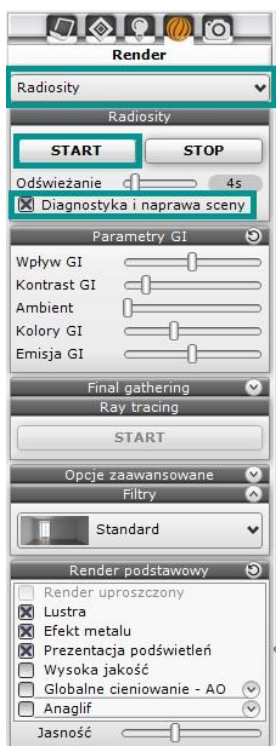 Render
Radiosity
Radiosity
START STOP
Odświeżanie 4s
Diagnostyka i naprawa sceny
Parametry GI
Wpływ GI
Kontrast GI
Ambient
Kolory GI
Emisja GI
Final gathering
Ray tracing
START
Opcje zaawansowane
Filtry
Standard
Render podstawowy
Render uproszczony
Lustra
Efekt metalu
Prezentacja podświetleń
Wysoka jakość
Globalne cieniowanie - AO
Anaglif
Jasność